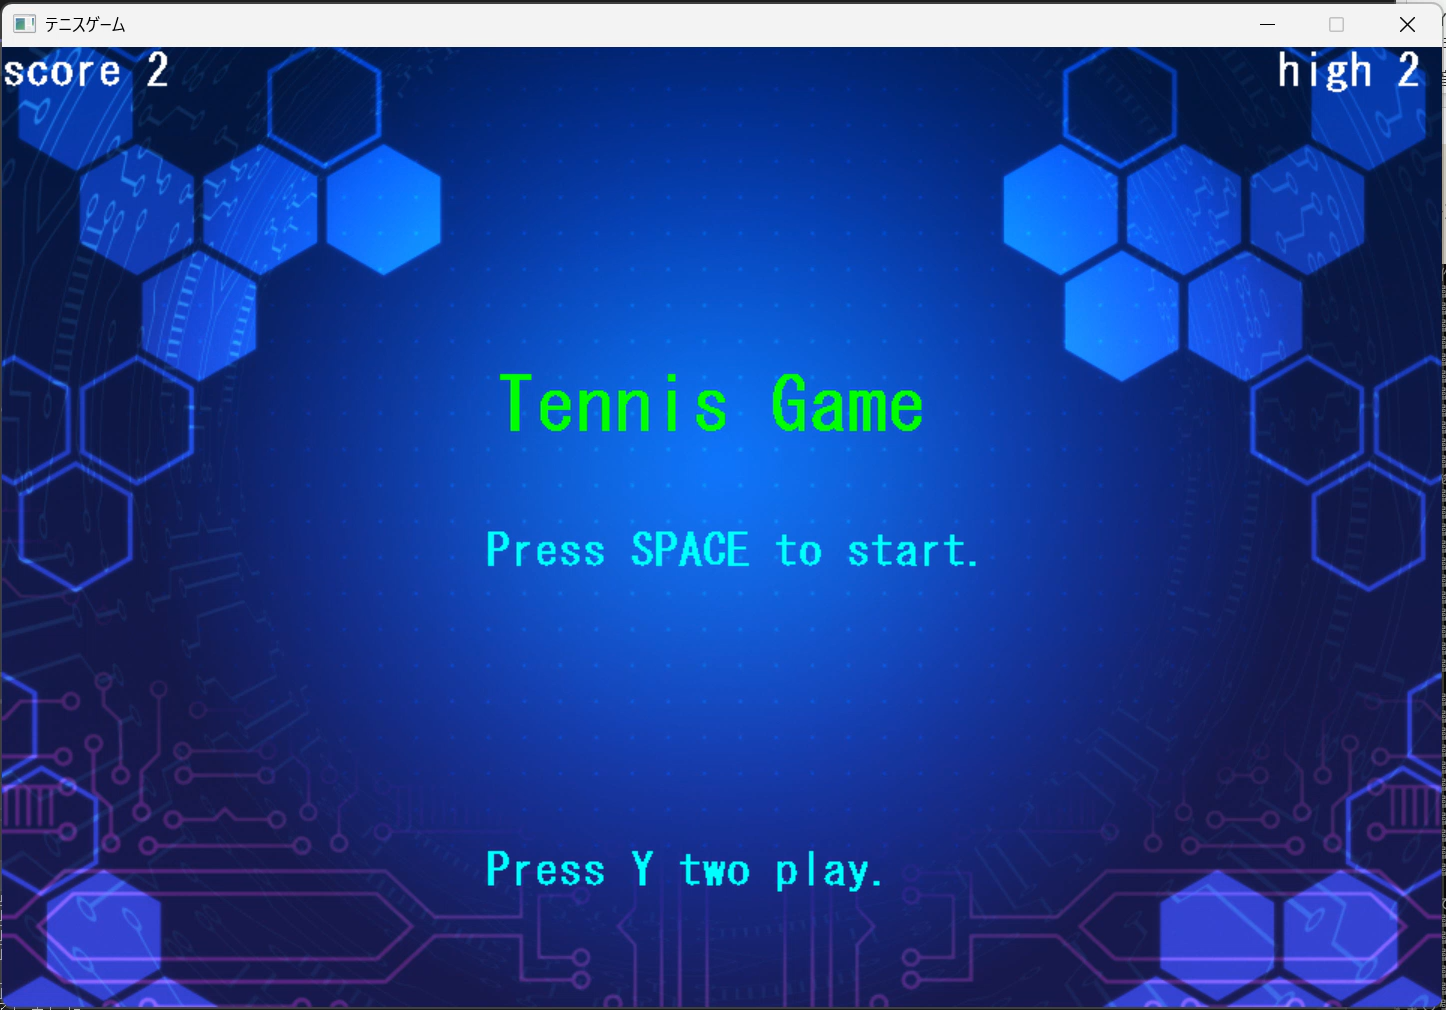 テニスゲーム
score 2
high 2
Tennis Game
Press SPACE to start.
Press Y two play.